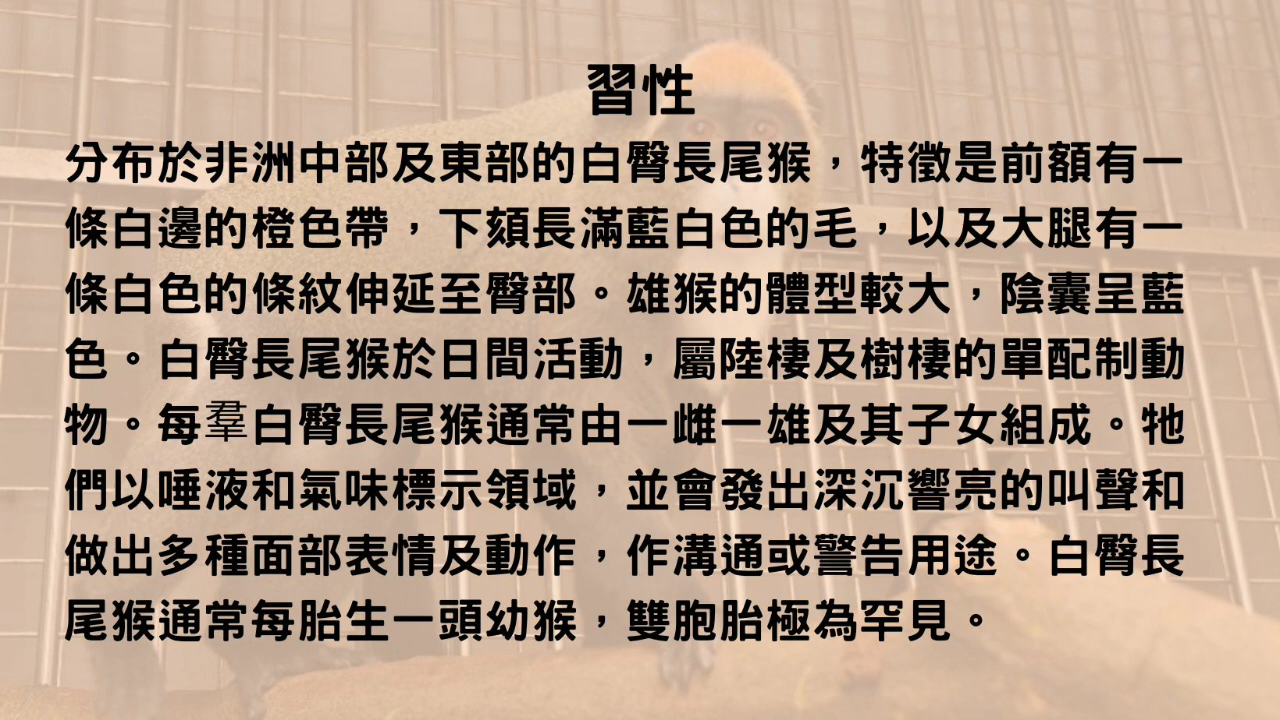 習性
分布於非洲中部及東部的白臀長尾猴，特徵是前額有一
條白邊的橙色帶，下頦長滿藍白色的毛，以及大腿有一
條白色的條紋伸延至臀部。雄猴的體型較大，陰囊呈藍
色。白臀長尾猴於日間活動，屬陸棲及樹棲的單配制動
物。每羣白臀長尾猴通常由一雌一雄及其子女組成。牠
們以唾液和氣味標示領域，並會發出深沉響亮的叫聲和
做出多種面部表情及動作，作溝通或警告用途。白臀長
尾猴通常每胎生一頭幼猴，雙胞胎極為罕見。